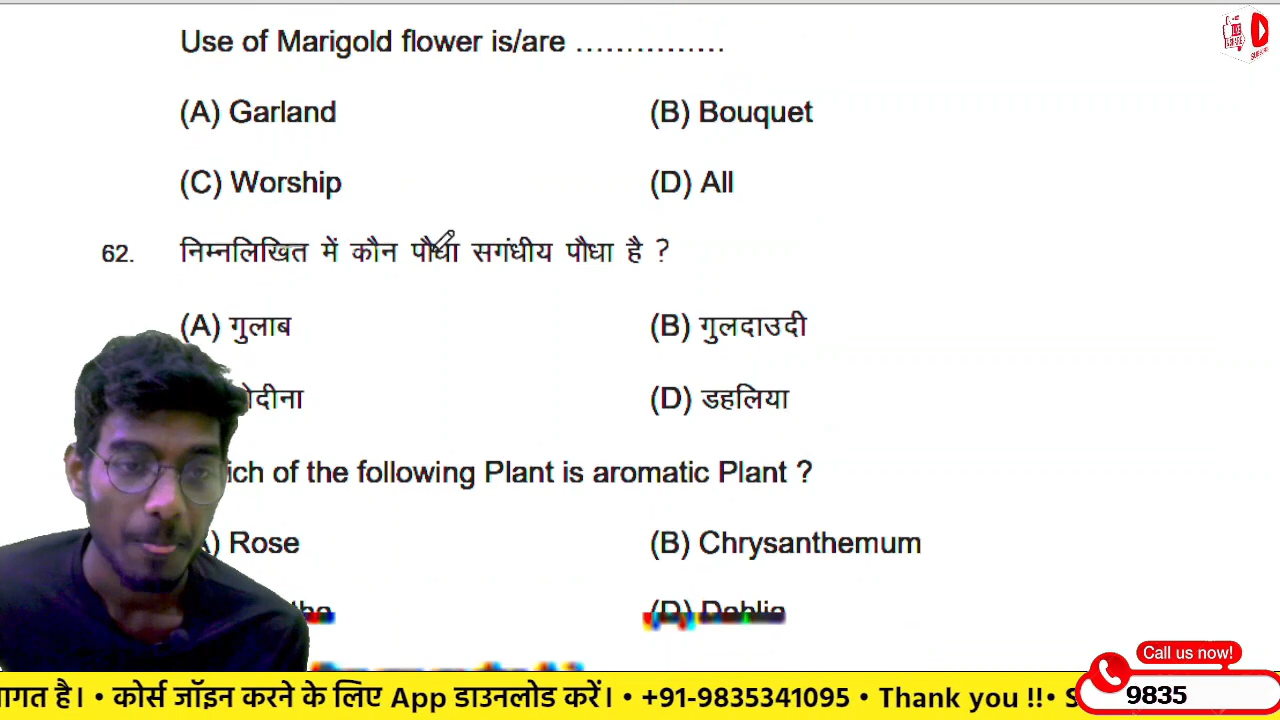 Use of Marigold flower is/are ……………
(A) Garland (B) Bouquet
(C) Worship (D) All
62. निम्नलिखित में कौन पौधा सगंधीय पौधा है ?
(A) गुलाब (B) गुलदाउदी
(D) डहलिया
of the following Plant is aromatic Plant ?
Rose (B) Chrysanthemum
(D)
है। • कोर्स जॉइन करने के लिए App डाउनलोड करें। • +91-9835341095 • Thank you !!•
Call us now!
9835